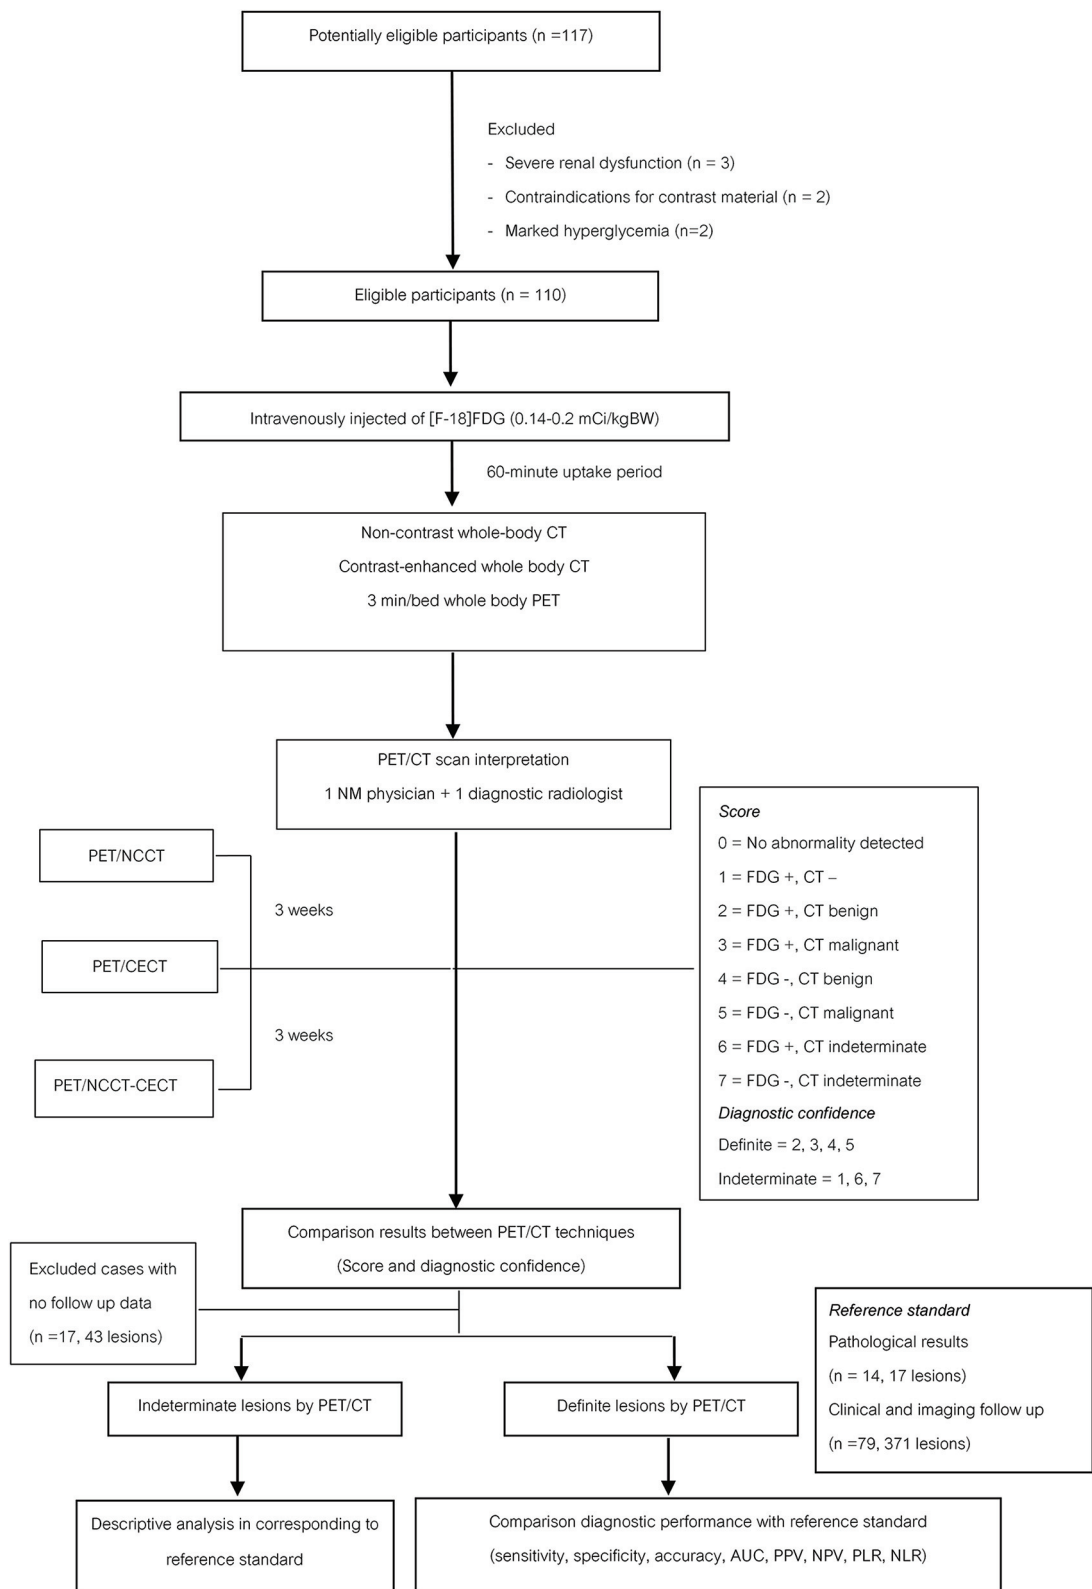 Potentially eligible participants (n =117)
Excluded
- Severe renal dysfunction (n = 3)
- Contraindications for contrast material (n = 2)
- Marked hyperglycemia (n=2)
Eligible participants (n = 110)
Intravenously injected of [F-18]FDG (0.14-0.2 mCi/kgBW)
60-minute uptake period
Non-contrast whole-body CT
Contrast-enhanced whole body CT
3 min/bed whole body PET
PET/CT scan interpretation
1 NM physician + 1 diagnostic radiologist
PET/NCCT
3 weeks
PET/CECT
3 weeks
PET/NCCT-CECT
Score
0 = No abnormality detected
1 = FDG +, CT –
2 = FDG +, CT benign
3 = FDG +, CT malignant
4 = FDG -, CT benign
5 = FDG -, CT malignant
6 = FDG +, CT indeterminate
7 = FDG -, CT indeterminate
Diagnostic confidence
Definite = 2, 3, 4, 5
Indeterminate = 1, 6, 7
Comparison results between PET/CT techniques
(Score and diagnostic confidence)
Excluded cases with
no follow up data
(n =17, 43 lesions)
Reference standard
Pathological results
(n = 14, 17 lesions)
Clinical and imaging follow up
(n =79, 371 lesions)
Indeterminate lesions by PET/CT
Definite lesions by PET/CT
Descriptive analysis in corresponding to
reference standard
Comparison diagnostic performance with reference standard
(sensitivity, specificity, accuracy, AUC, PPV, NPV, PLR, NLR)